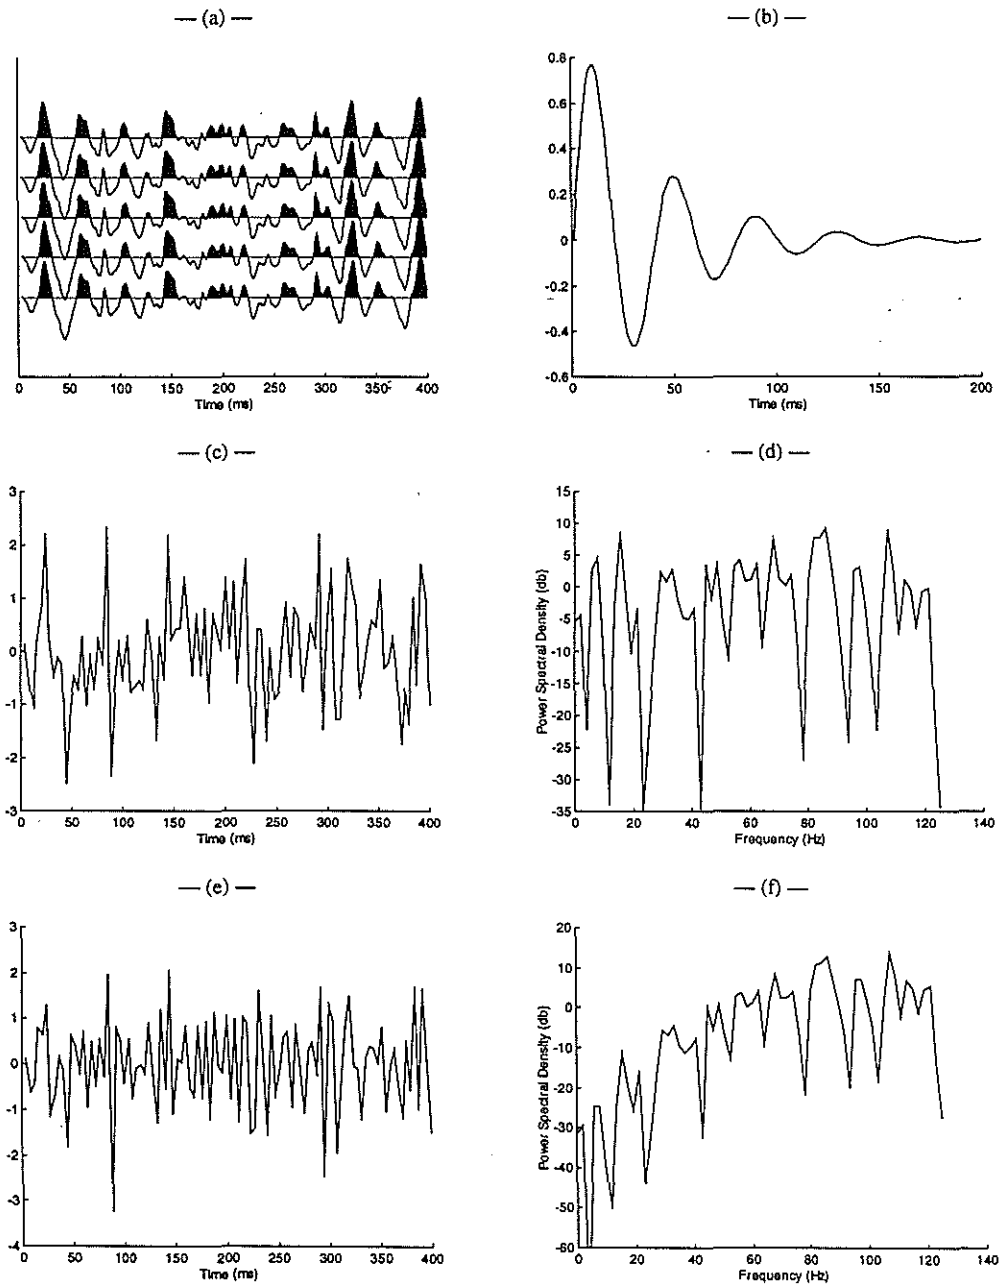 — (a) —
0 50 100 150 200 250 300 350 400
Time (ms)
— (b) —
0.8
0.6
0.4
0.2
0
-0.2
-0.4
-0.6
0 50 100 150 200
Time (ms)
— (c) —
3
2
1
0
-1
-2
-3
0 50 100 150 200 250 300 350 400
Time (ms)
— (d) —
Power Spectral Density (db)
15
10
5
0
-5
-10
-15
-20
-25
-30
-35
0 20 40 60 80 100 120 140
Frequency (Hz)
— (e) —
3
2
1
0
-1
-2
-3
-4
0 50 100 150 200 250 300 350 400
Time (ms)
— (f) —
Power Spectral Density (db)
20
10
0
-10
-20
-30
-40
-50
-60
0 20 40 60 80 100 120 140
Frequency (Hz)